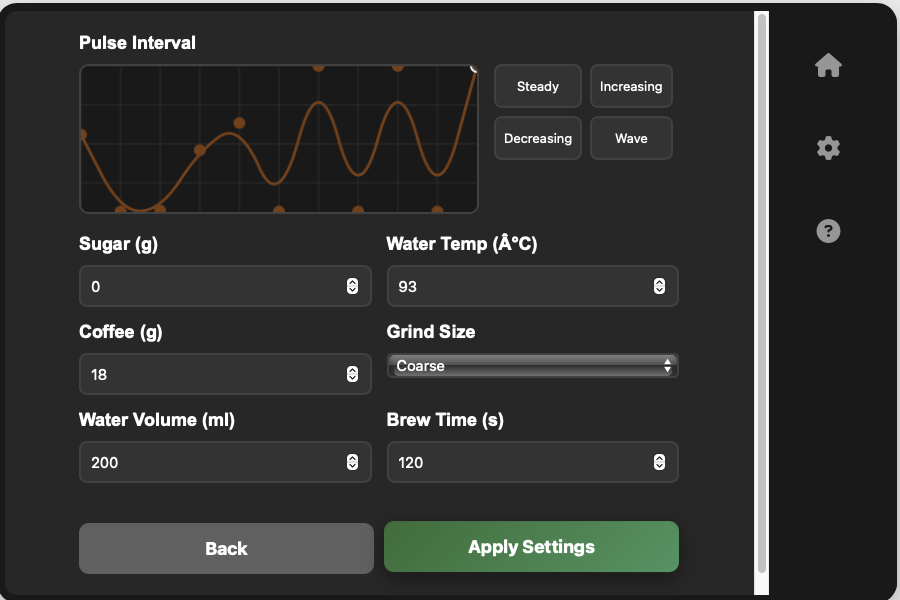 Pulse Interval
Steady
Increasing
Decreasing
Wave
Sugar (g)
Water Temp (Â°C)
0
93
Coffee (g)
Grind Size
18
Coarse
Water Volume (ml)
Brew Time (s)
200
120
Back
Apply Settings
?